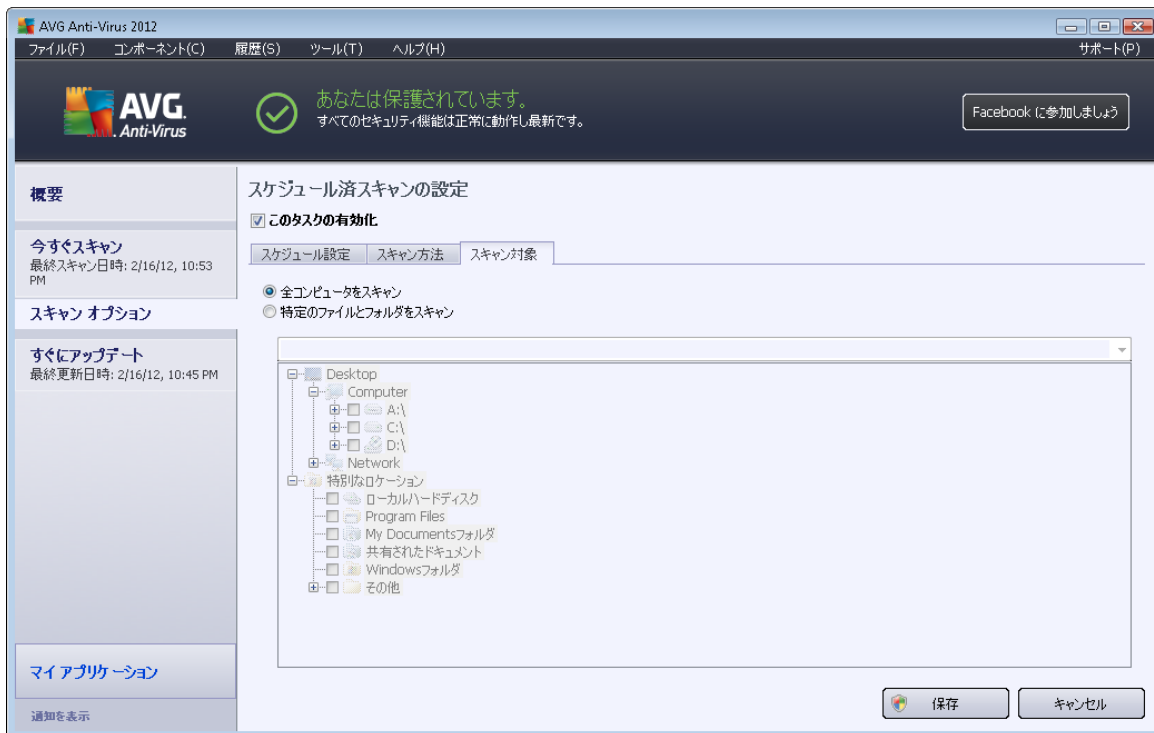 AVG Anti-Virus 2012
ファイル(F) コンポーネント(C) 履歴(S) ツール(T) ヘルプ(H) サポート(P)
AVG.
Anti-Virus
あなたは保護されています。
すべてのセキュリティ機能は正常に動作し最新です。
Facebook に参加しましょう
概要
今すぐスキャン
最終スキャン日時: 2/16/12, 10:53
PM
スキャン オプション
すぐにアップデート
最終更新日時: 2/16/12, 10:45 PM
マイ アプリケーション
通知を表示
スケジュール済スキャンの設定
このタスクの有効化
スケジュール設定 スキャン方法 スキャン対象
全コンピュータをスキャン
特定のファイルとフォルダをスキャン
Desktop
Computer
A:\
C:\
D:\
Network
特別なロケーション
ローカルハードディスク
Program Files
My Documentsフォルダ
共有されたドキュメント
Windowsフォルダ
その他
保存 キャンセル